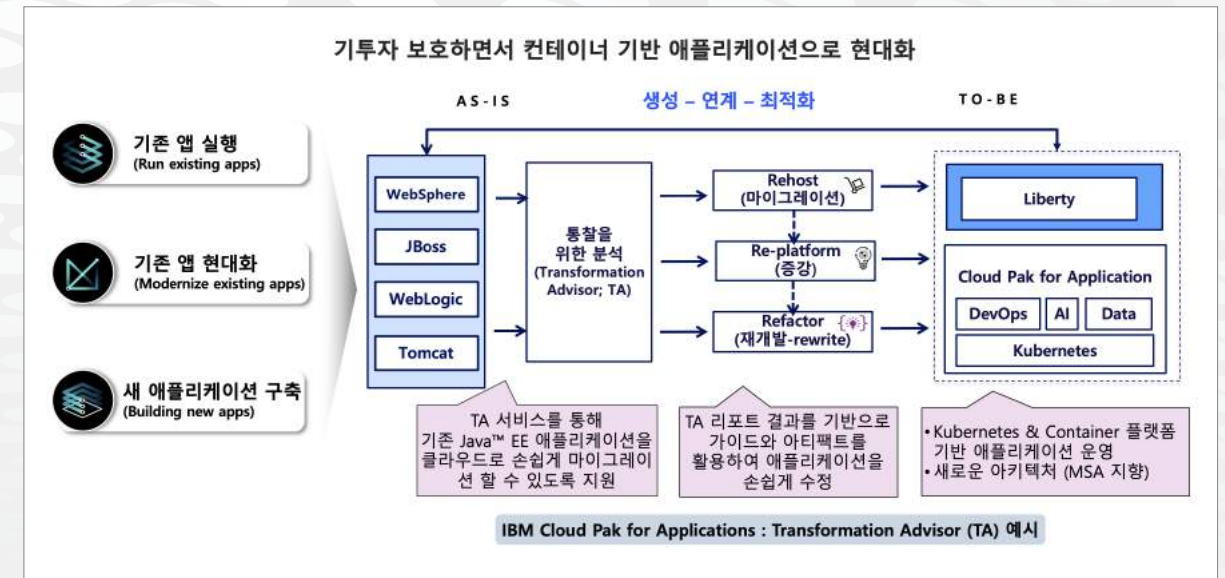 기투자 보호하면서 컨테이너 기반 애플리케이션으로 현대화
AS-IS
생성 – 연계 – 최적화
TO-BE
기존 앱 실행
(Run existing apps)
기존 앱 현대화
(Modernize existing apps)
새 애플리케이션 구축
(Building new apps)
WebSphere
JBoss
WebLogic
Tomcat
통찰을
위한 분석
(Transformation
Advisor; TA)
Rehost
(마이그레이션)
Re-platform
(증강)
Refactor
(재개발-rewrite)
Liberty
Cloud Pak for Application
DevOps
AI
Data
Kubernetes
TA 서비스를 통해
기존 Java™ EE 애플리케이션을
클라우드로 손쉽게 마이그레이
션 할 수 있도록 지원
TA 리포트 결과를 기반으로
가이드와 아티팩트를
활용하여 애플리케이션을
손쉽게 수정
• Kubernetes & Container 플랫폼
기반 애플리케이션 운영
• 새로운 아키텍처 (MSA 지향)
IBM Cloud Pak for Applications : Transformation Advisor (TA) 예시